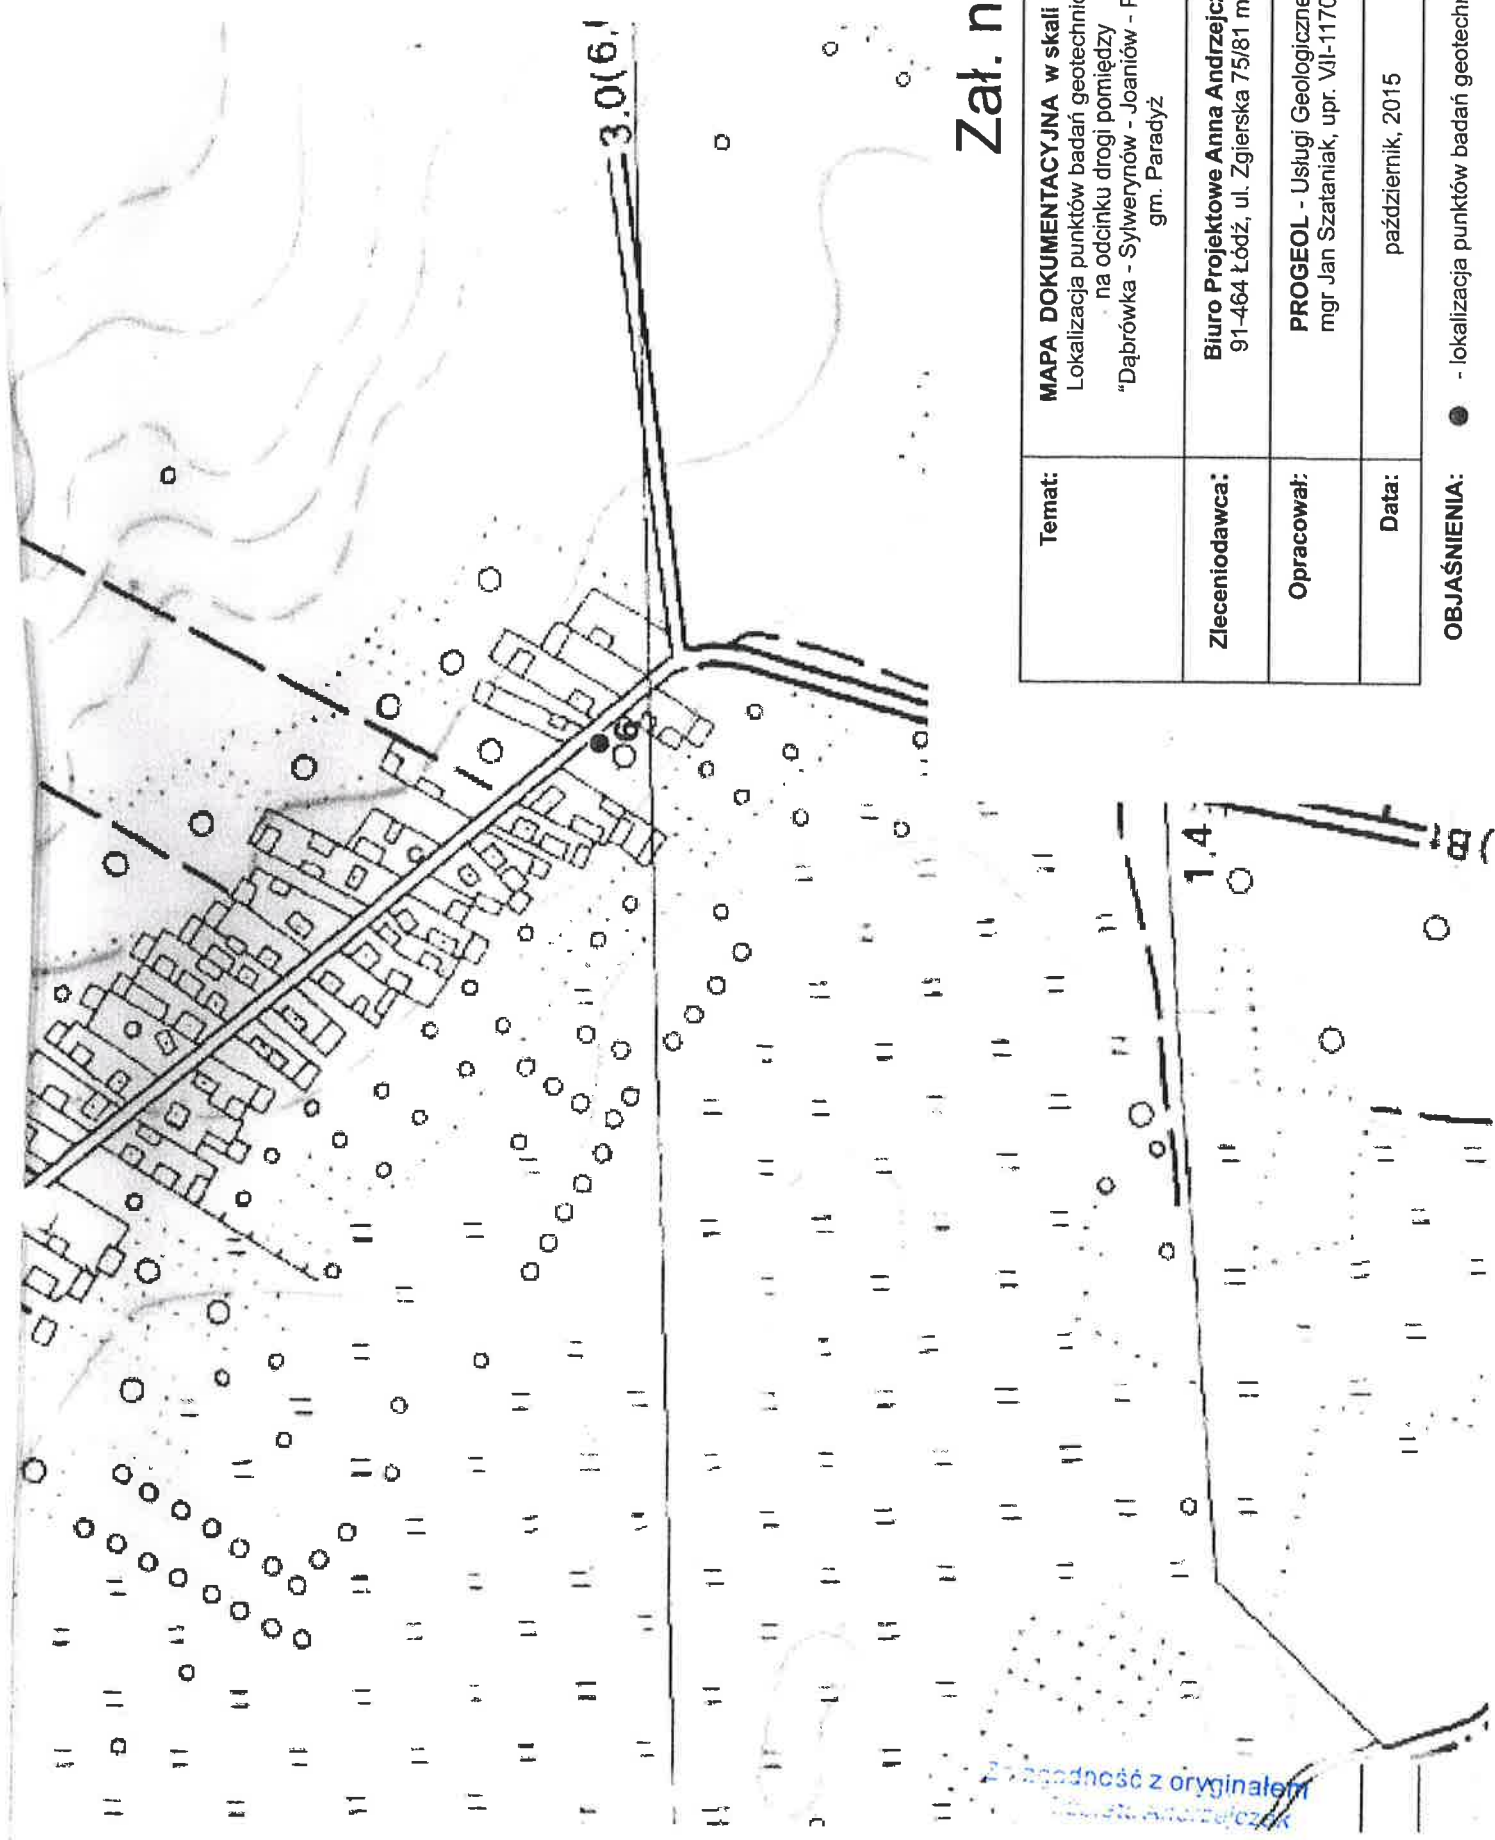 3.0(6.
6
Zał. n
Temat:
MAPA DOKUMENTACYJNA w skali
Lokalizacja punktów badań geotechnic
na odcinku drogi pomiędzy
"Dąbrówka - Sylwerynów - Joaniów -
gm. Paradyż
Zleceniodawca:
Biuro Projektowe Anna Andrzejcz
91-464 Łódź, ul. Zgierska 75/81 m
Opracował:
PROGEOL - Usługi Geologiczne
mgr Jan Szataniak, upr. VII-1170
Data:
październik, 2015
OBJAŚNIENIA:
- lokalizacja punktów badań geotechn
1.4
z oryginałem